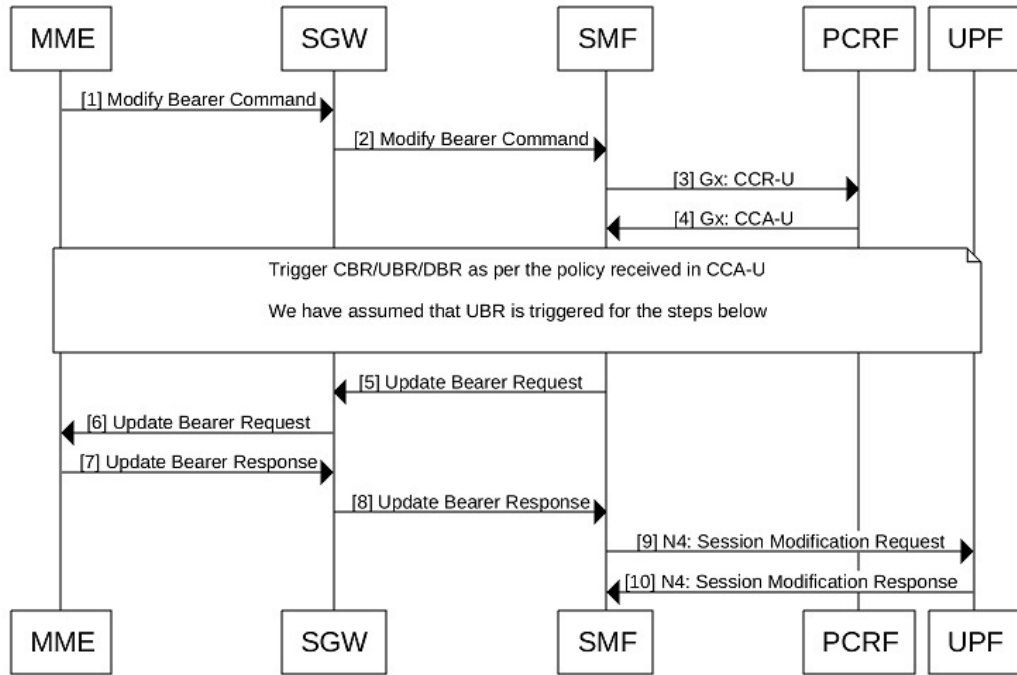 MME
SGW
SMF
PCRF
UPF
[1] Modify Bearer Command
[2] Modify Bearer Command
[3] Gx: CCR-U
[4] Gx: CCA-U
Trigger CBR/UBR/DBR as per the policy received in CCA-U
We have assumed that UBR is triggered for the steps below
[5] Update Bearer Request
[6] Update Bearer Request
[7] Update Bearer Response
[8] Update Bearer Response
[9] N4: Session Modification Request
[10] N4: Session Modification Response
MME
SGW
SMF
PCRF
UPF